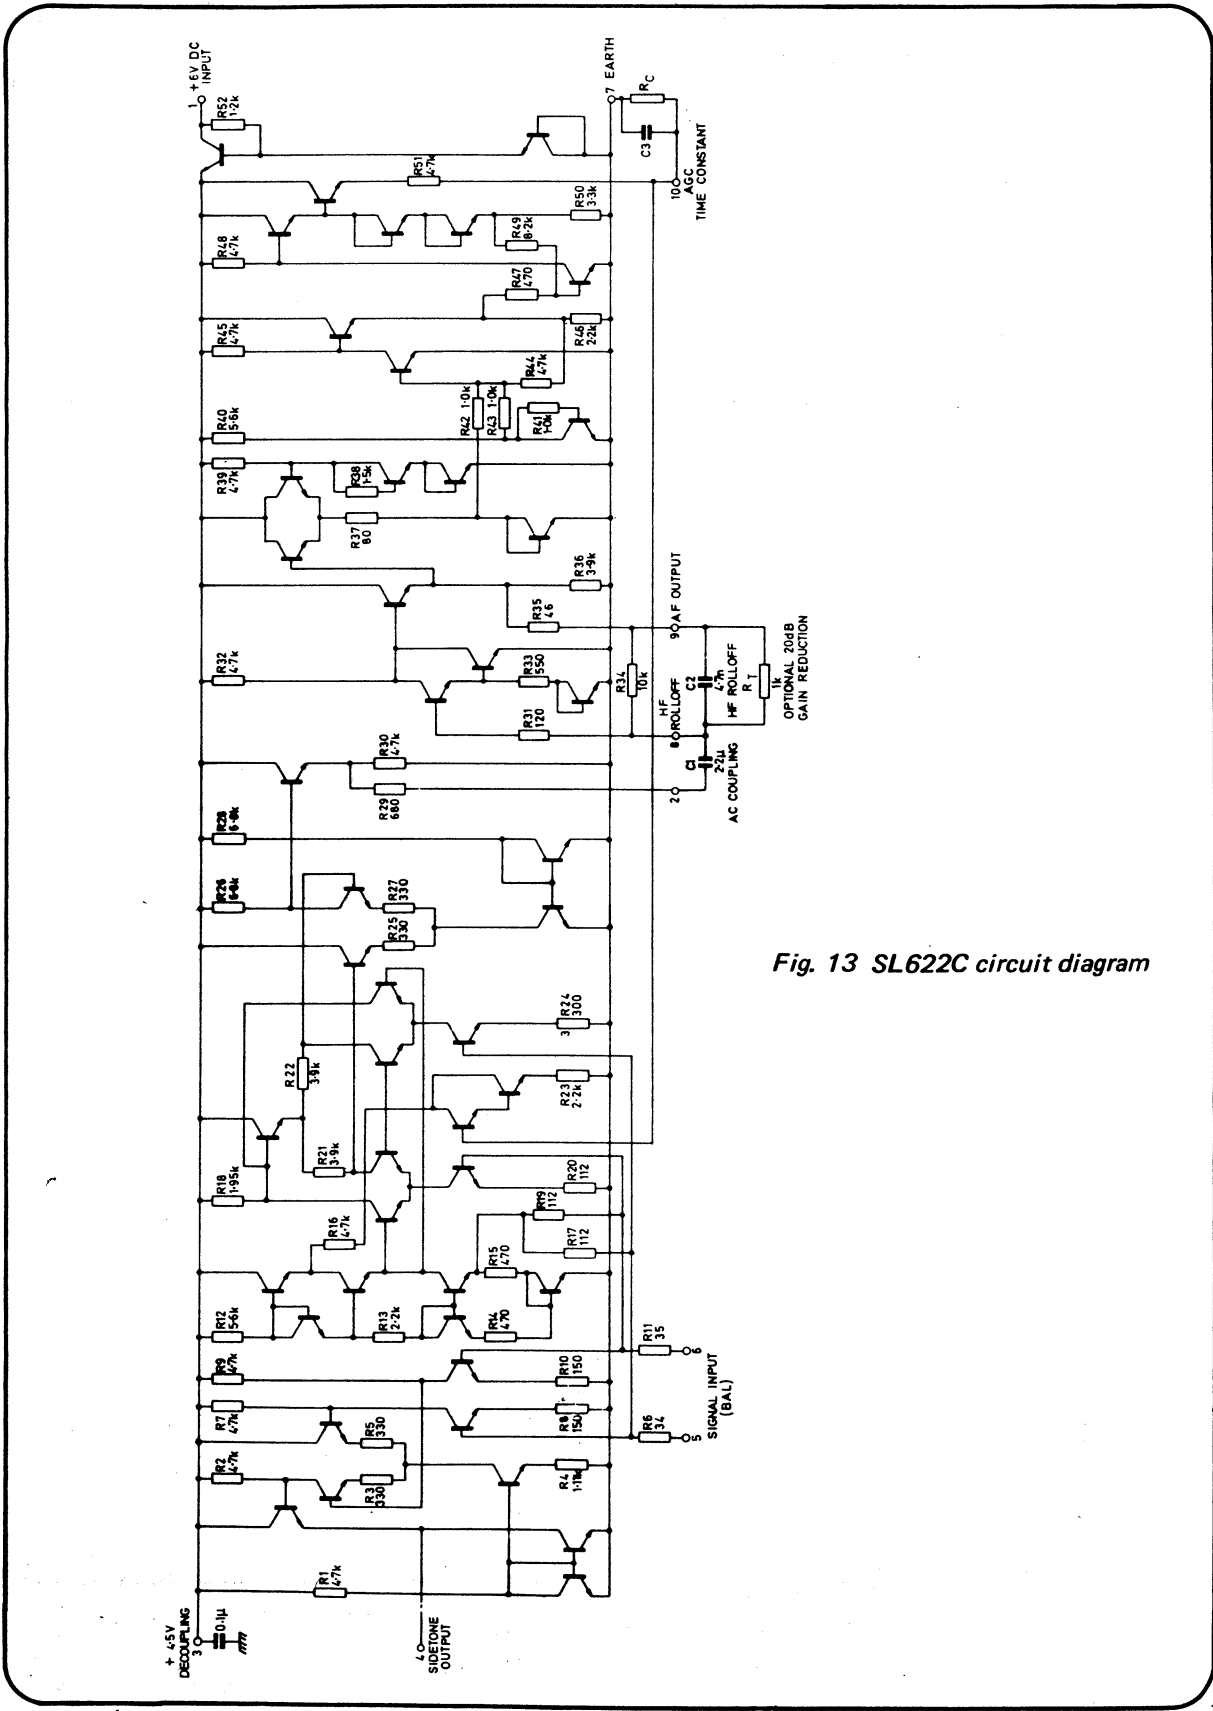 +6V DC
INPUT
1
R52
1·2k
R51
4·7k
7 EARTH
RC
C3
10
AGC
TIME CONSTANT
R50
3·3k
R49
8·2k
R48
4·7k
R47
470
R46
2·2k
R45
4·7k
R44
4·7k
R43 1·0k
R42 1·0k
R41
1·0k
R40
5·6k
R39
4·7k
R38
1·5k
R37
80
R36
3·9k
R35
46
9 AF OUTPUT
R34
10k
R33
550
R32
4·7k
R31
120
8
HF
ROLLOFF
C2
4·7n
HF ROLLOFF
RT
1k
OPTIONAL 20dB
GAIN REDUCTION
C1
2·2µ
AC COUPLING
2
R30
4·7k
R29
680
R28
6·8k
R26
6·8k
R27
330
R25
330
R24
3 300
R23
2·2k
R22
3·9k
R21
3·9k
R20
112
R19
112
R18
1·95k
R17
112
R16
4·7k
R15
470
R14
470
R13
2·2k
R12
5·6k
R11
35
6
R10
150
R9
4·7k
R8
150
R7
4·7k
R6
34
5
SIGNAL INPUT
(BAL)
R5
330
R4
1·11k
R3
330
R2
4·7k
R1
4·7k
+ 4·5V
DECOUPLING
3
0·1µ
4
SIDETONE
OUTPUT
Fig. 13 SL622C circuit diagram